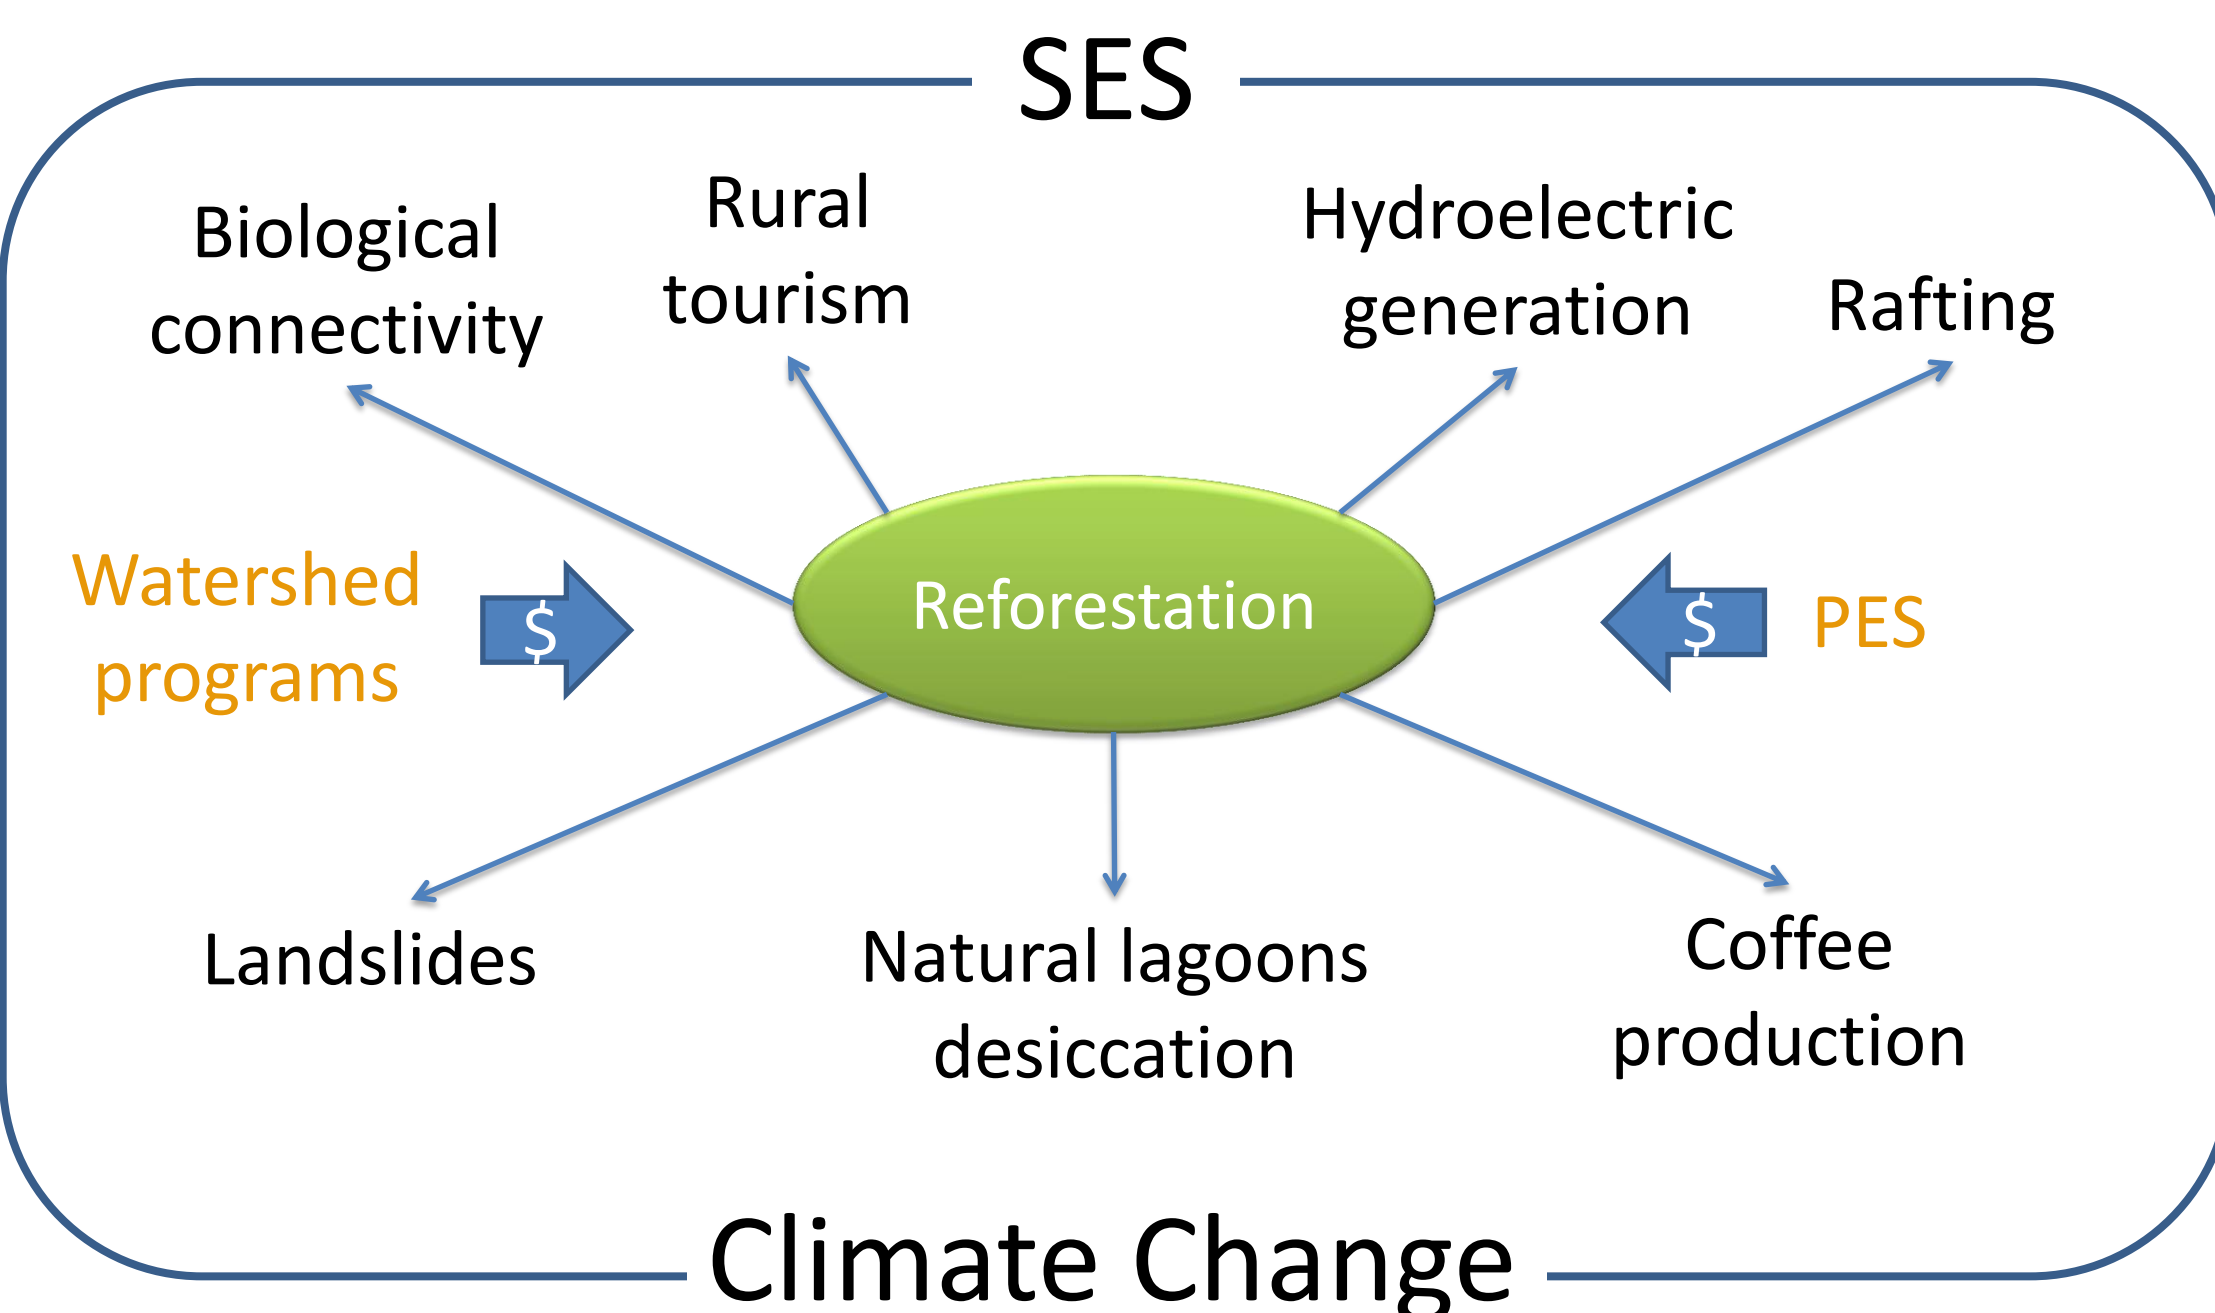 SES
Biological
connectivity
Rural
tourism
Hydroelectric
generation
Rafting
Watershed
programs
$
Reforestation
$
PES
Landslides
Natural lagoons
desiccation
Coffee
production
Climate Change